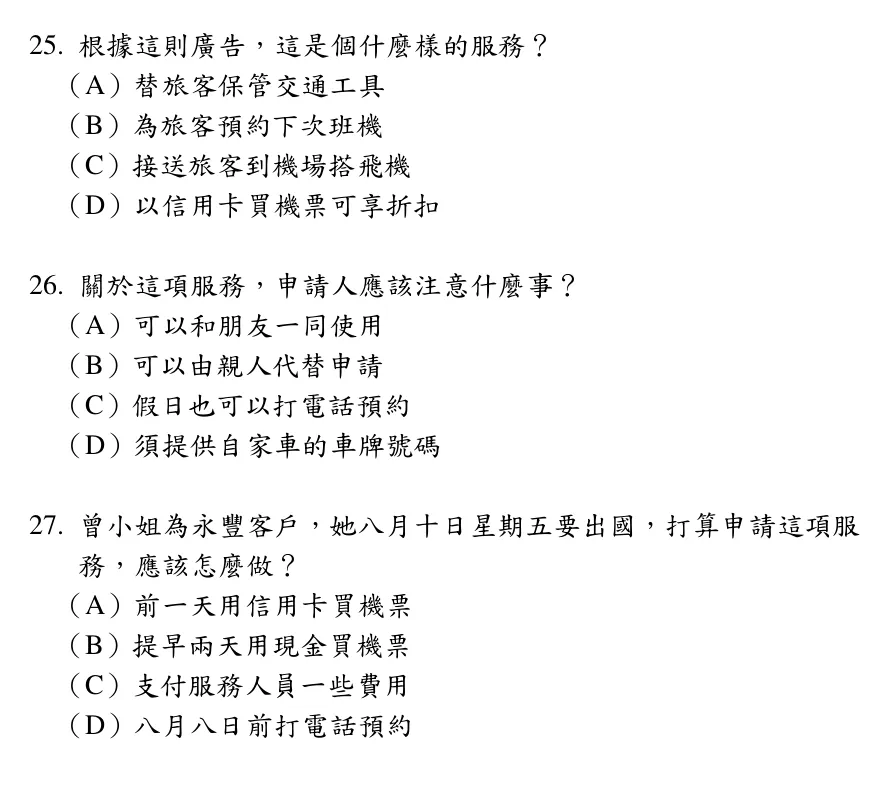 25. 根據這則廣告，這是個什麼樣的服務？
（A）替旅客保管交通工具
（B）為旅客預約下次班機
（C）接送旅客到機場搭飛機
（D）以信用卡買機票可享折扣
26. 關於這項服務，申請人應該注意什麼事？
（A）可以和朋友一同使用
（B）可以由親人代替申請
（C）假日也可以打電話預約
（D）須提供自家車的車牌號碼
27. 曾小姐為永豐客戶，她八月十日星期五要出國，打算申請這項服
務，應該怎麼做？
（A）前一天用信用卡買機票
（B）提早兩天用現金買機票
（C）支付服務人員一些費用
（D）八月八日前打電話預約